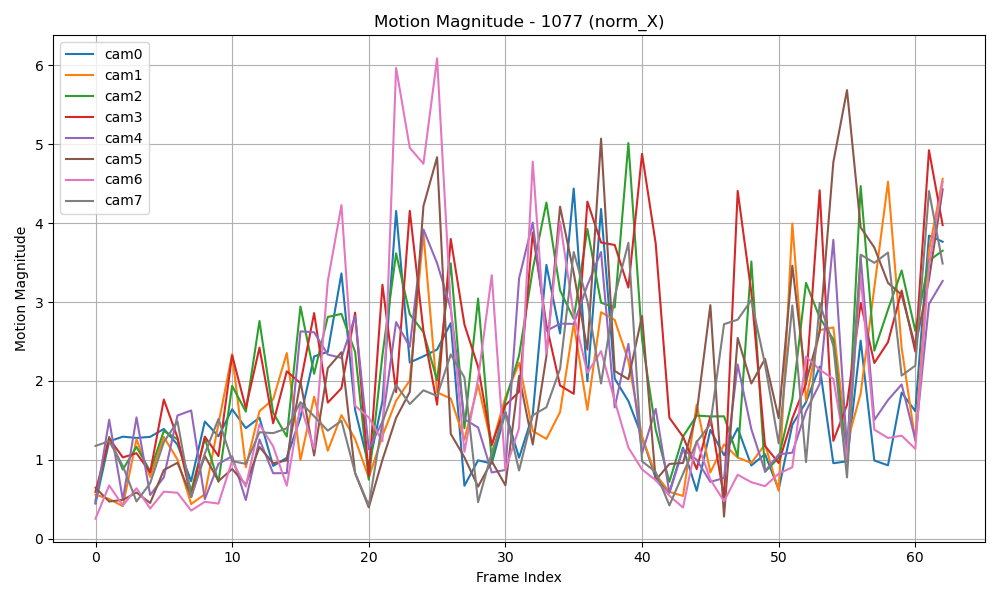 Motion Magnitude - 1077 (norm_X)
cam0
cam1
cam2
cam3
cam4
cam5
cam6
cam7
Motion Magnitude
6
5
4
3
2
1
0
0
10
20
30
40
50
60
Frame Index